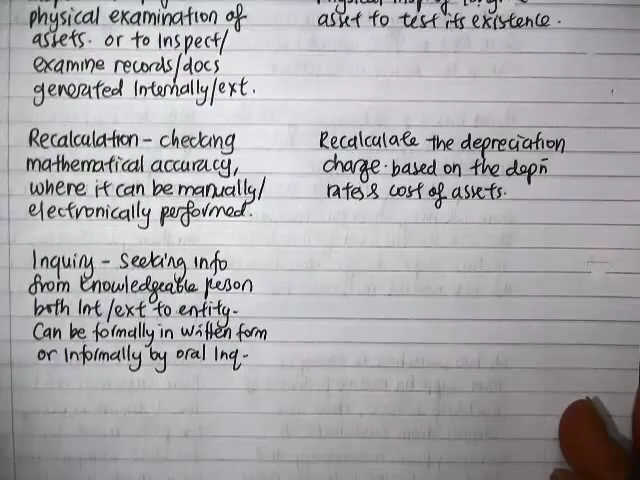 physical examination of
assets. or to Inspect/
examine records/docs
generated Internally/ext.
asset to test its existence.
Recalculation – checking
mathematical accuracy,
where it can be manually/
electronically performed.
Recalculate the depreciation
charge. based on the depn
rates & cost of assets.
Inquiry – seeking info
from knowledgeable person
both Int/ext to entity-
Can be formally in written form
or Informally by oral Inq-